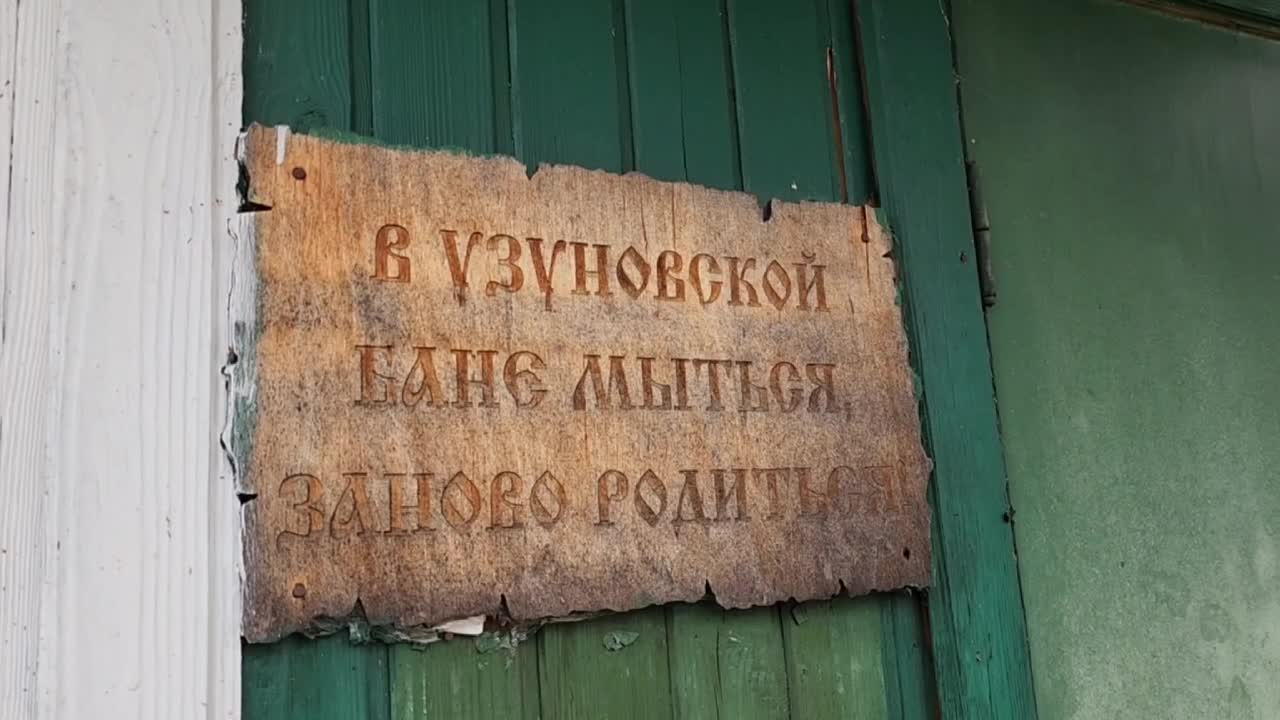 В УЗУНОВСКОЙ
БАНЕ МЫТЬСЯ,
ЗАНОВО РОДИТЬСЯ!